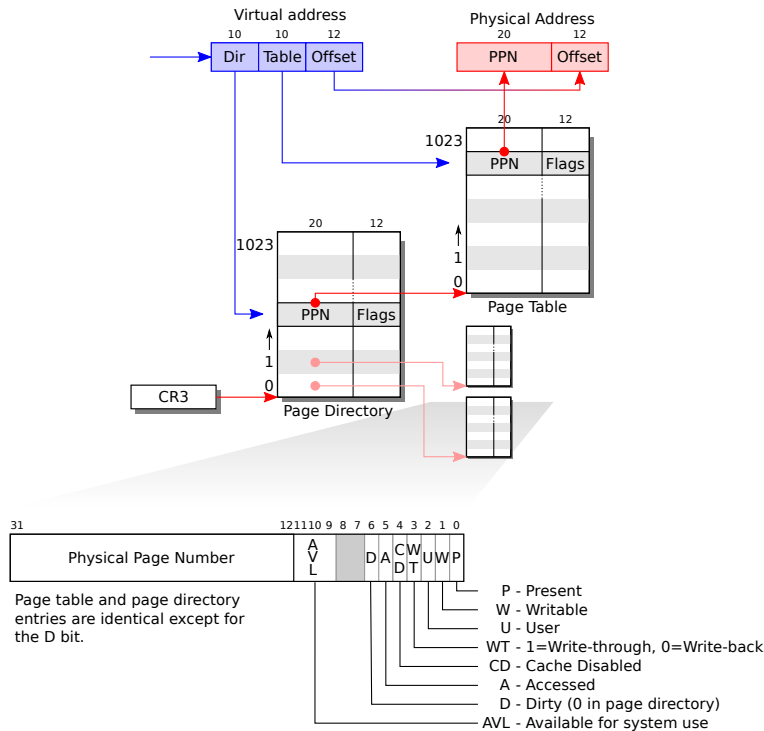 Virtual address
Physical Address
10 10 12
20 12
Dir Table Offset
PPN Offset
20 12
1023
PPN Flags
1
0
Page Table
20 12
1023
PPN Flags
1
0
CR3
Page Directory
31 12 11 10 9 8 7 6 5 4 3 2 1 0
Physical Page Number AVL D A CD WT U W P
Page table and page directory
entries are identical except for
the D bit.
P - Present
W - Writable
U - User
WT - 1=Write-through, 0=Write-back
CD - Cache Disabled
A - Accessed
D - Dirty (0 in page directory)
AVL - Available for system use